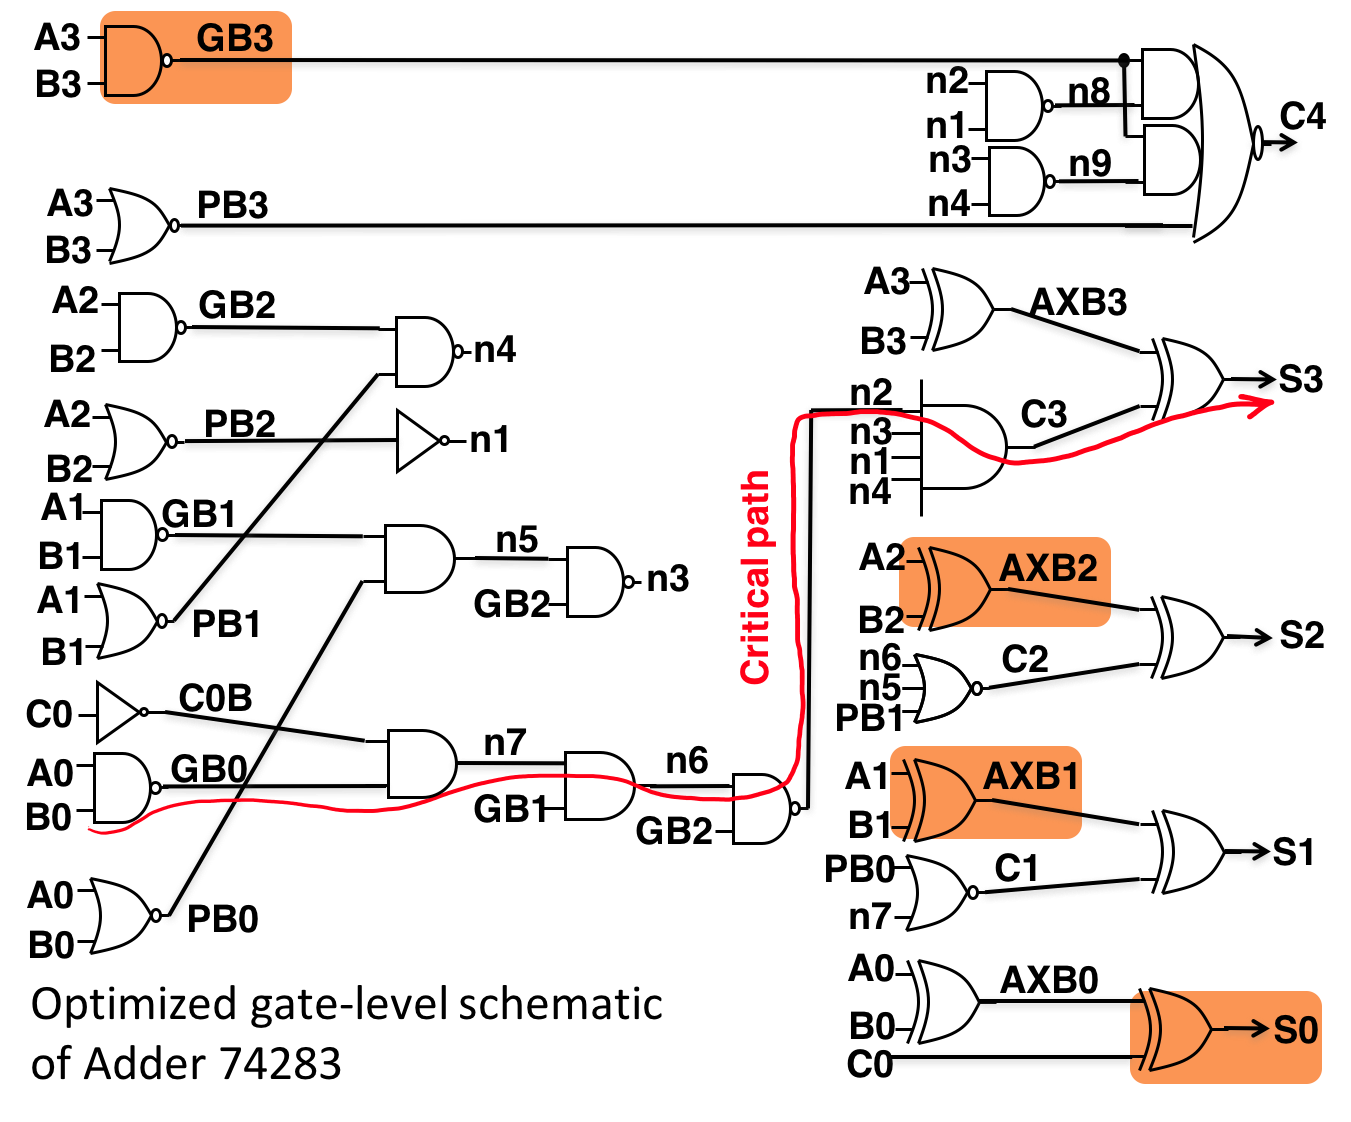 A3
GB3
B3
n2
n8
n1
C4
n3
n9
n4
A3
PB3
B3
A2
GB2
B2
n4
A2
PB2
B2
n1
A1
GB1
B1
n5
GB2
n3
A1
PB1
B1
C0
C0B
A0
GB0
B0
n7
GB1
n6
GB2
A0
PB0
B0
Critical path
A3
AXB3
B3
S3
n2
n3
C3
n1
n4
A2
AXB2
B2
S2
n6
C2
n5
PB1
A1
AXB1
B1
S1
PB0
C1
n7
A0
AXB0
B0
S0
C0
Optimized gate-level schematic
of Adder 74283